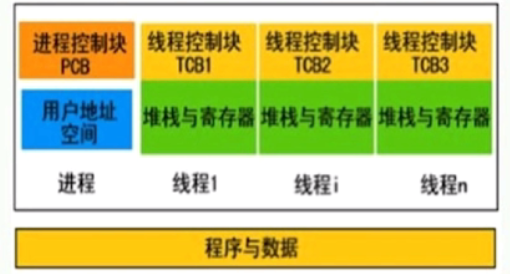 进程控制块 线程控制块 线程控制块 线程控制块
PCB TCB1 TCB2 TCB3
用户地址
空间
堆栈与寄存器 堆栈与寄存器 堆栈与寄存器
进程 线程1 线程i 线程n
程序与数据